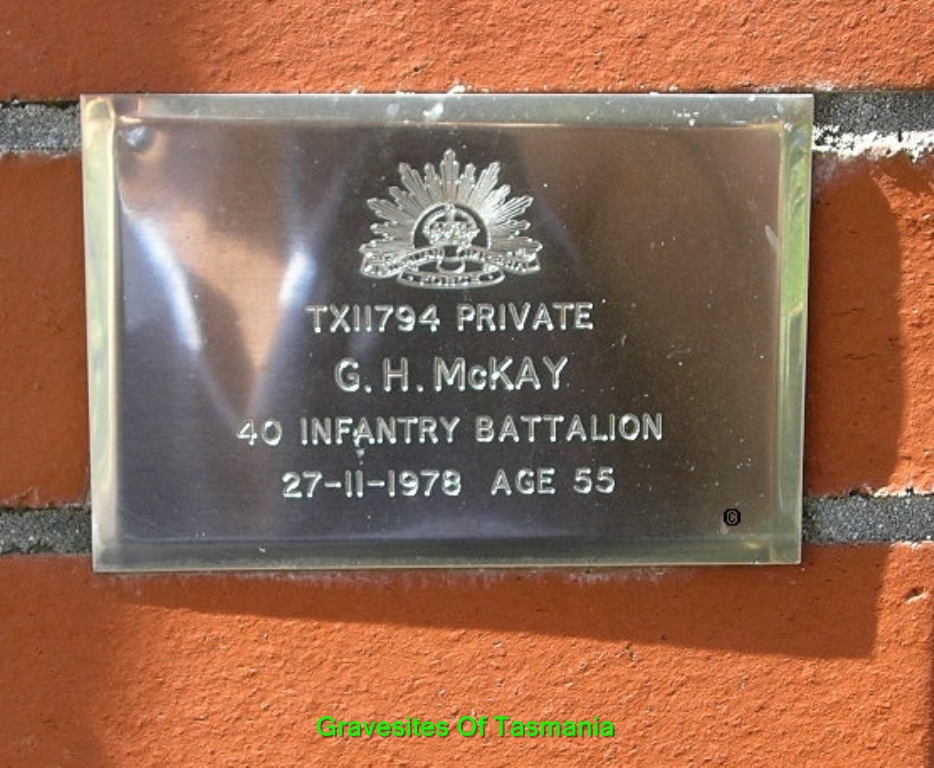 TX11794 PRIVATE
G. H. McKAY
40 INFANTRY BATTALION
27-11-1978 AGE 55
©
Gravesites Of Tasmania